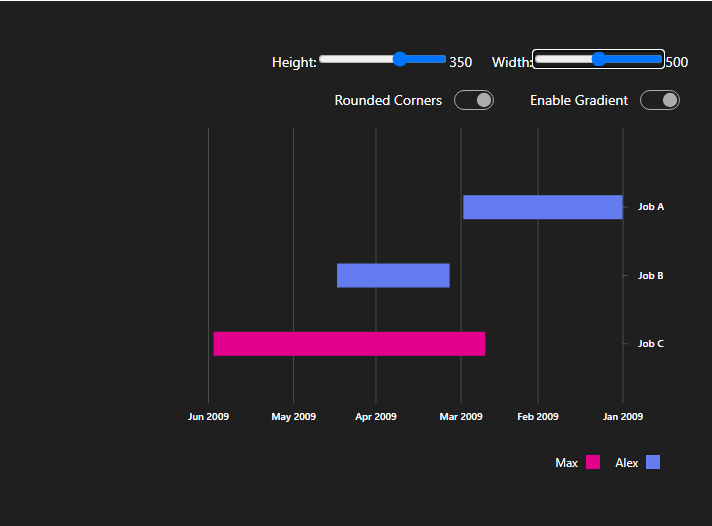 Height: 350 Width: 500
Rounded Corners Enable Gradient
Job A
Job B
Job C
Jun 2009 May 2009 Apr 2009 Mar 2009 Feb 2009 Jan 2009
Max Alex